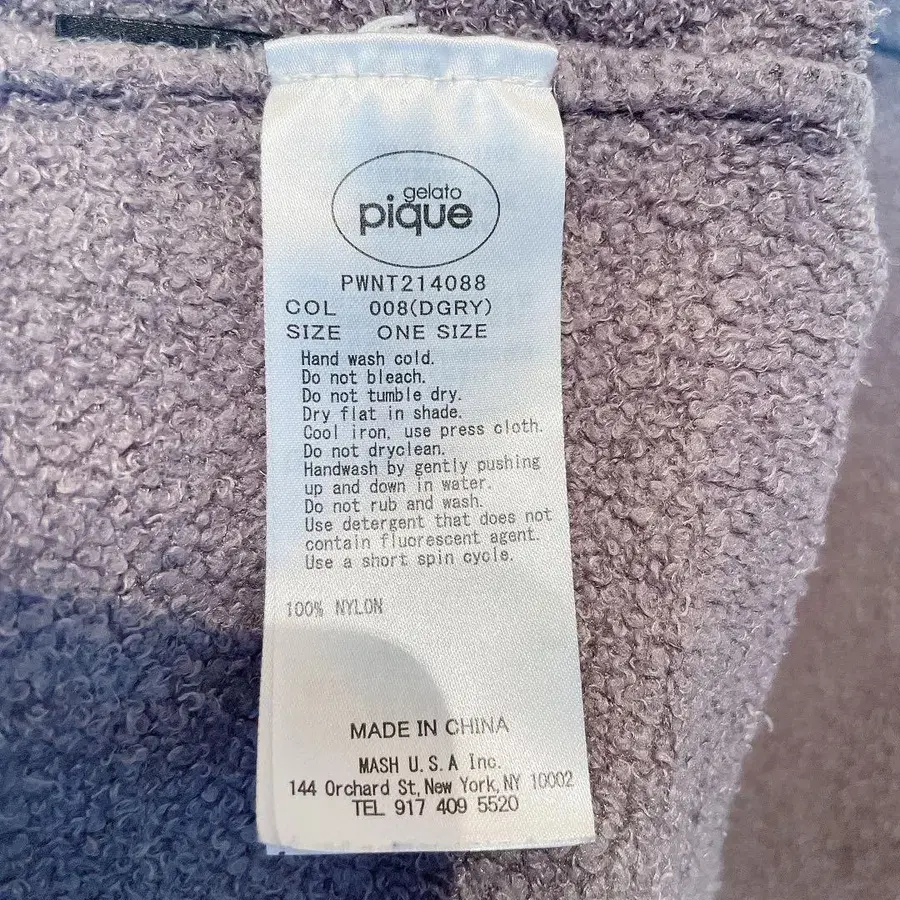 gelato
pique
PWNT214088
COL 008(DGRY)
SIZE ONE SIZE
Hand wash cold.
Do not bleach.
Do not tumble dry.
Dry flat in shade.
Cool iron, use press cloth.
Do not dryclean.
Handwash by gently pushing
up and down in water.
Do not rub and wash.
Use detergent that does not
contain fluorescent agent.
Use a short spin cycle.
100% NYLON
MADE IN CHINA
MASH U.S.A Inc.
144 Orchard St, New York, NY 10002
TEL 917 409 5520